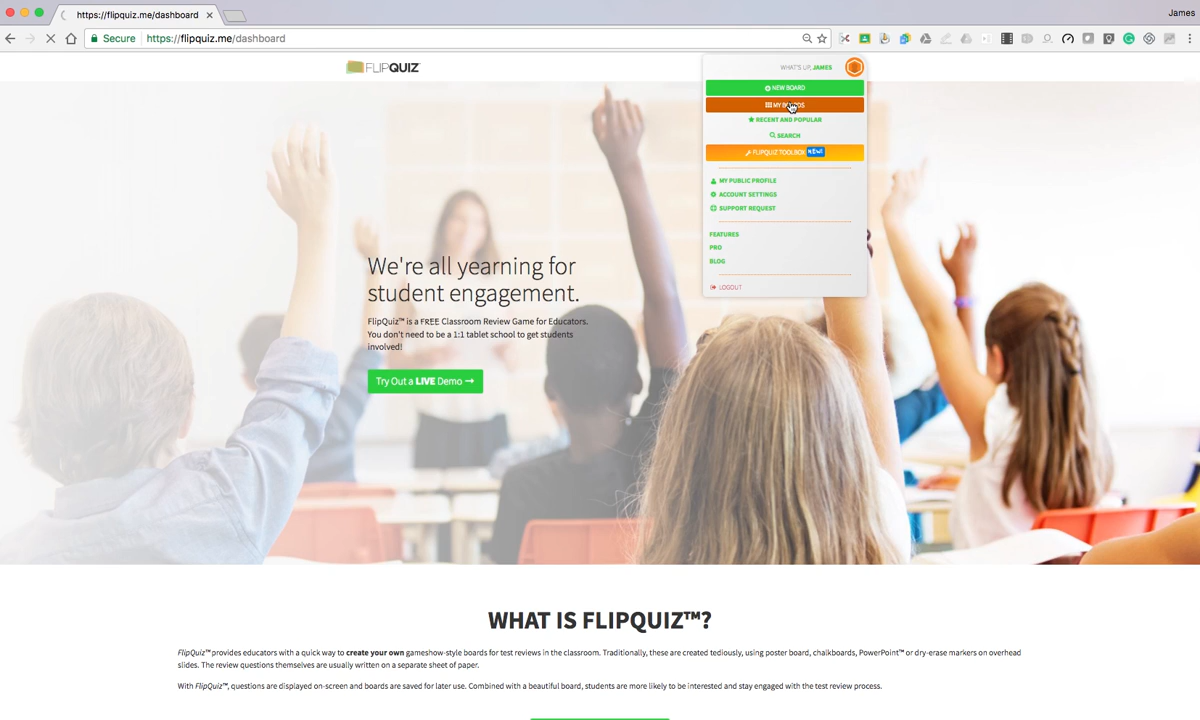 https://flipquiz.me/dashboard
James
Secure
https://flipquiz.me/dashboard
FLIPQUIZ
WHAT'S UP, JAMES
NEW BOARD
MY BOARDS
RECENT AND POPULAR
SEARCH
FLIPQUIZ TOOLBOX NEW!
MY PUBLIC PROFILE
ACCOUNT SETTINGS
SUPPORT REQUEST
FEATURES
PRO
BLOG
LOGOUT
We're all yearning for
student engagement.
FlipQuiz™ is a FREE Classroom Review Game for Educators.
You don't need to be a 1:1 tablet school to get students
involved!
Try Out a LIVE Demo →
WHAT IS FLIPQUIZ™?
FlipQuiz™ provides educators with a quick way to create your own gameshow-style boards for test reviews in the classroom. Traditionally, these are created tediously, using poster board, chalkboards, PowerPoint™ or dry-erase markers on overhead
slides. The review questions themselves are usually written on a separate sheet of paper.
With FlipQuiz™, questions are displayed on-screen and boards are saved for later use. Combined with a beautiful board, students are more likely to be interested and stay engaged with the test review process.